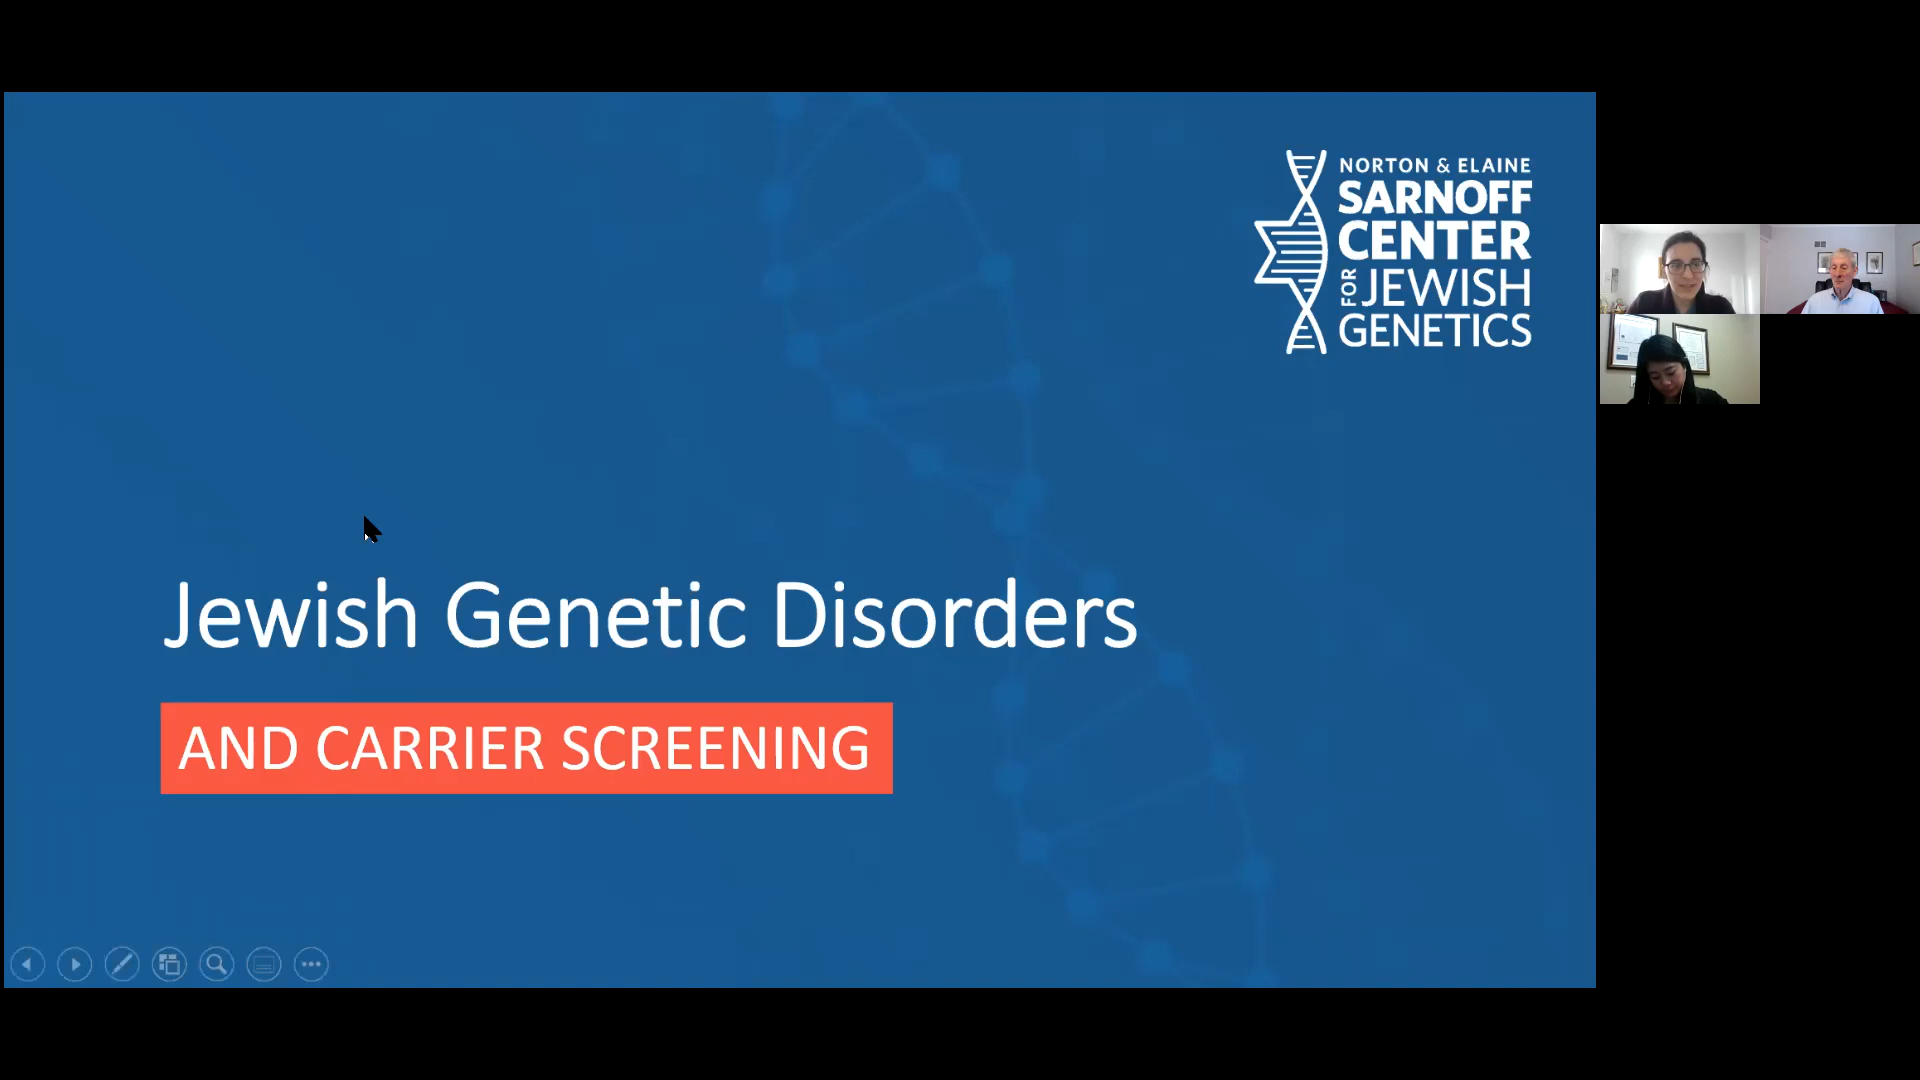 NORTON & ELAINE
SARNOFF
CENTER
FOR JEWISH
GENETICS
Jewish Genetic Disorders
AND CARRIER SCREENING